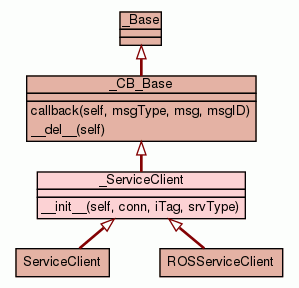 _Base
_CB_Base
callback(self, msgType, msg, msgID)
__del__(self)
_ServiceClient
__init__(self, conn, iTag, srvType)
ServiceClient
ROSServiceClient